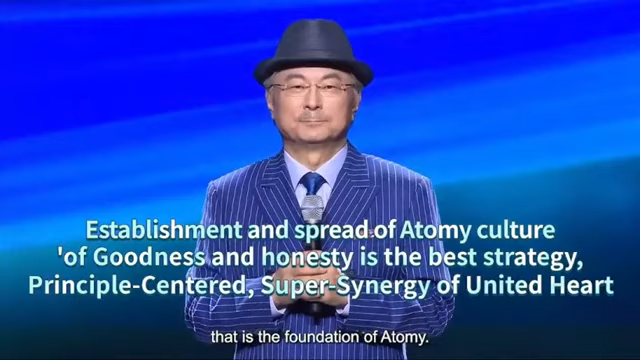 Establishment and spread of Atomy culture
'of Goodness and honesty is the best strategy,
Principle-Centered, Super-Synergy of United Heart
that is the foundation of Atomy.